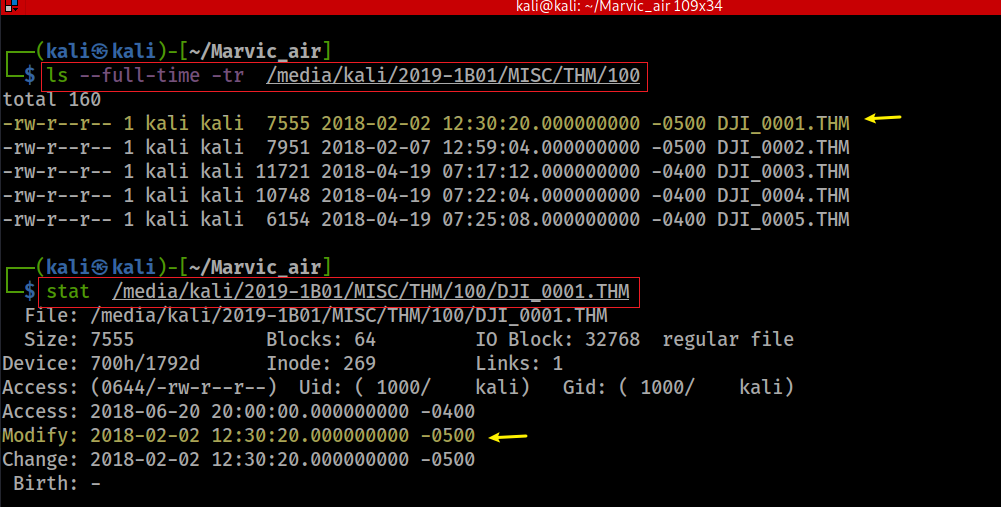 kali@kali: ~/Marvic_air 109x34
┌──(kali㉿kali)-[~/Marvic_air]
└─$ ls --full-time -tr  /media/kali/2019-1B01/MISC/THM/100
total 160
-rw-r--r-- 1 kali kali  7555 2018-02-02 12:30:20.000000000 -0500 DJI_0001.THM
-rw-r--r-- 1 kali kali  7951 2018-02-07 12:59:04.000000000 -0500 DJI_0002.THM
-rw-r--r-- 1 kali kali 11721 2018-04-19 07:17:12.000000000 -0400 DJI_0003.THM
-rw-r--r-- 1 kali kali 10748 2018-04-19 07:22:04.000000000 -0400 DJI_0004.THM
-rw-r--r-- 1 kali kali  6154 2018-04-19 07:25:08.000000000 -0400 DJI_0005.THM
┌──(kali㉿kali)-[~/Marvic_air]
└─$ stat  /media/kali/2019-1B01/MISC/THM/100/DJI_0001.THM
  File: /media/kali/2019-1B01/MISC/THM/100/DJI_0001.THM
  Size: 7555            Blocks: 64         IO Block: 32768  regular file
Device: 700h/1792d      Inode: 269         Links: 1
Access: (0644/-rw-r--r--)  Uid: ( 1000/    kali)   Gid: ( 1000/    kali)
Access: 2018-06-20 20:00:00.000000000 -0400
Modify: 2018-02-02 12:30:20.000000000 -0500
Change: 2018-02-02 12:30:20.000000000 -0500
 Birth: -